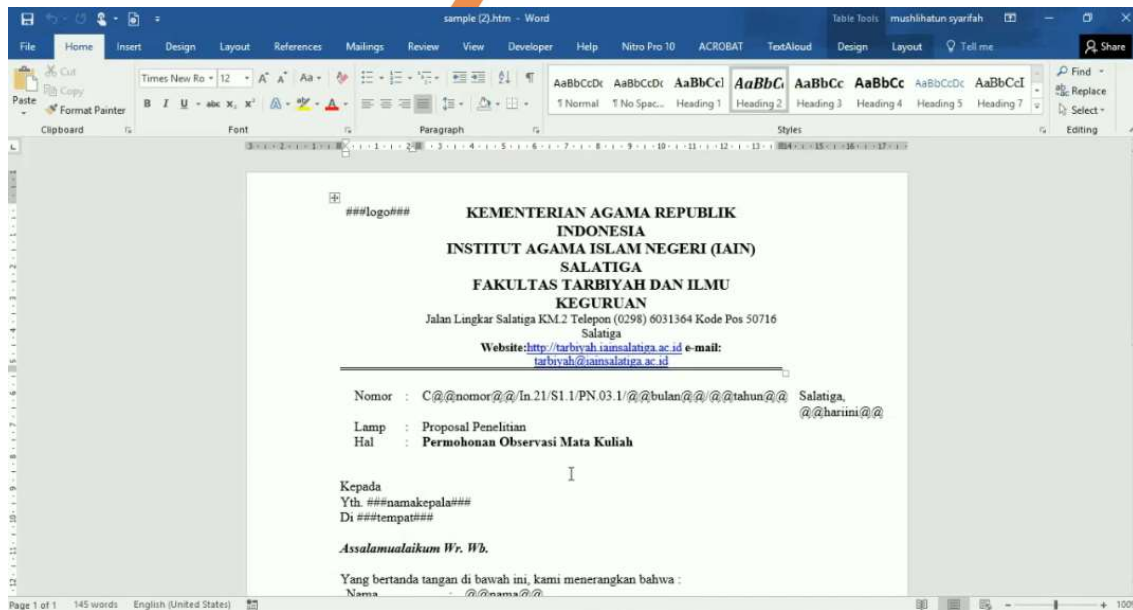 sample (2).htm - Word
Table Tools
mushlihatun syarifah
File Home Insert Design Layout References Mailings Review View Developer Help Nitro Pro 10 ACROBAT TextAloud Design Layout Tell me Share
Paste
Cut
Copy
Format Painter
Clipboard
Times New Ro 12
B I U abc X₂ X²
Font
Paragraph
AaBbCcDc AaBbCcDc AaBbCcl AaBbC AaBbCc AaBbCc AaBbCcDc AaBbCcI
¶ Normal ¶ No Spac... Heading 1 Heading 2 Heading 3 Heading 4 Heading 5 Heading 7
Styles
Find
Replace
Select
Editing
###logo###
KEMENTERIAN AGAMA REPUBLIK
INDONESIA
INSTITUT AGAMA ISLAM NEGERI (IAIN)
SALATIGA
FAKULTAS TARBIYAH DAN ILMU
KEGURUAN
Jalan Lingkar Salatiga KM.2 Telepon (0298) 6031364 Kode Pos 50716
Salatiga
Website:http://tarbiyah.iainsalatiga.ac.id e-mail:
tarbiyah@iainsalatiga.ac.id
Nomor : C@@nomor@@/In.21/S1.1/PN.03.1/@@bulan@@/@@tahun@@ Salatiga,
@@hariini@@
Lamp : Proposal Penelitian
Hal : Permohonan Observasi Mata Kuliah
Kepada
Yth. ###namakepala###
Di ###tempat###
Assalamualaikum Wr. Wb.
Yang bertanda tangan di bawah ini, kami menerangkan bahwa :
Nama : @@nama@@
Page 1 of 1 145 words English (United States) 100